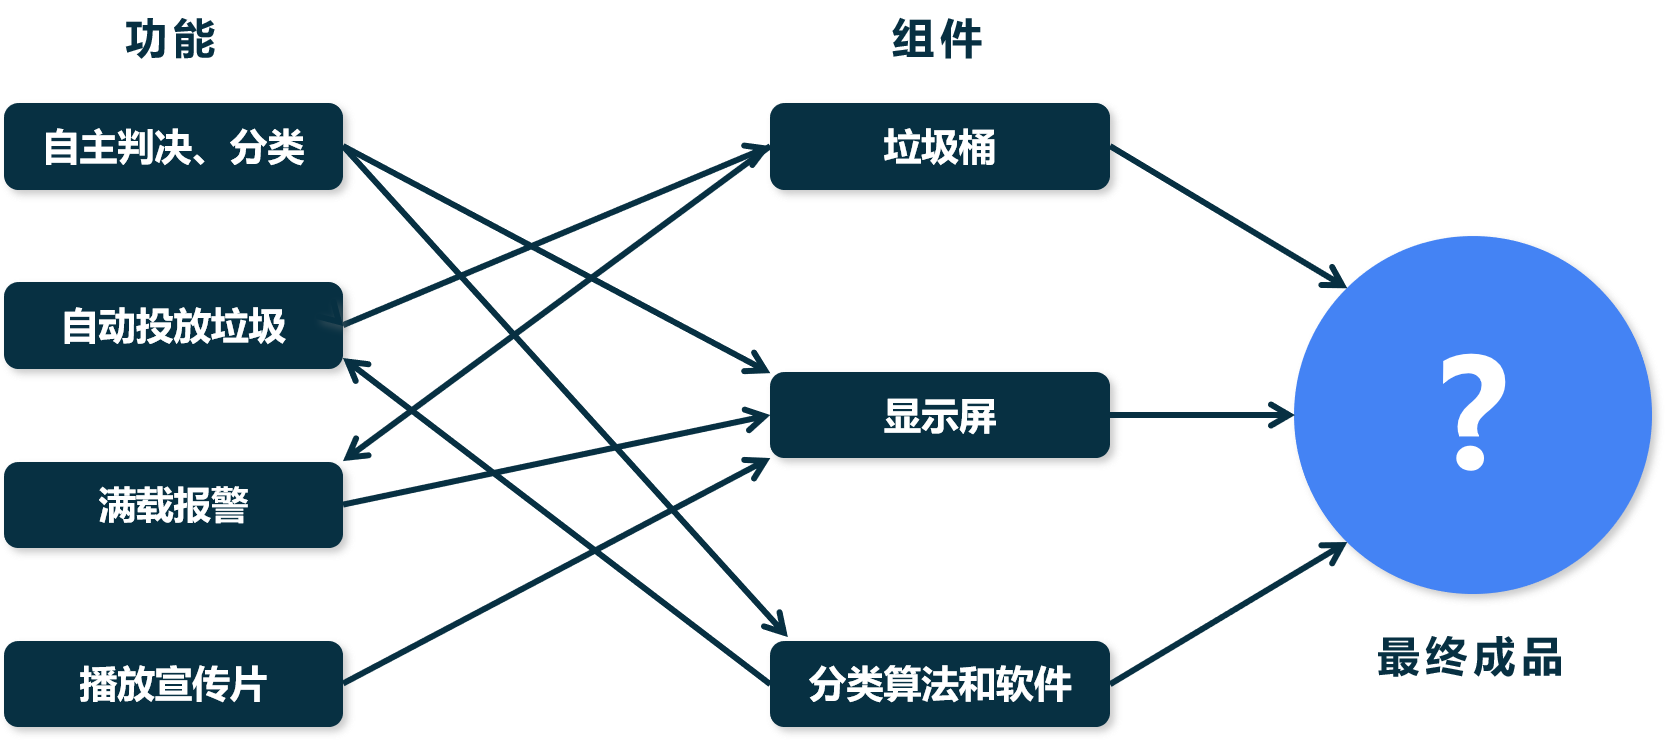 功能
组件
自主判决、分类
垃圾桶
自动投放垃圾
显示屏
?
满载报警
最终成品
播放宣传片
分类算法和软件